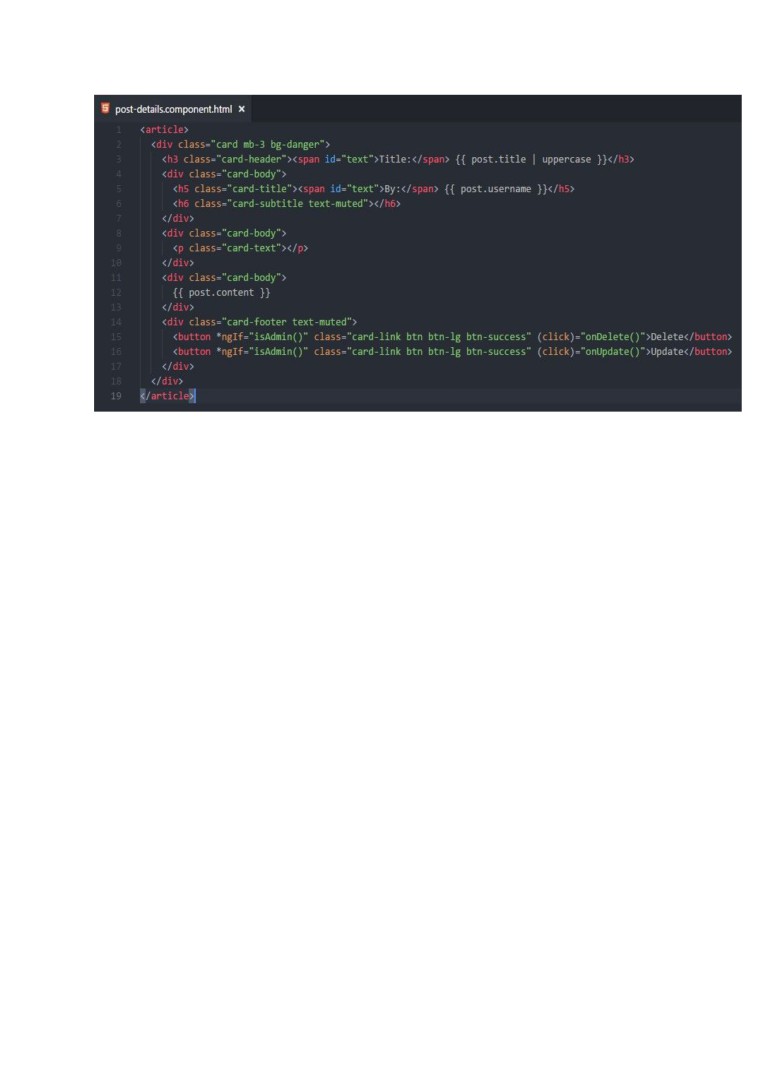 post-details.component.html ×
1 <article>
2 <div class="card mb-3 bg-danger">
3 <h3 class="card-header"><span id="text">Title:</span> {{ post.title | uppercase }}</h3>
4 <div class="card-body">
5 <h5 class="card-title"><span id="text">By:</span> {{ post.username }}</h5>
6 <h6 class="card-subtitle text-muted"></h6>
7 </div>
8 <div class="card-body">
9 <p class="card-text"></p>
10 </div>
11 <div class="card-body">
12 {{ post.content }}
13 </div>
14 <div class="card-footer text-muted">
15 <button *ngIf="isAdmin()" class="card-link btn btn-lg btn-success" (click)="onDelete()">Delete</button>
16 <button *ngIf="isAdmin()" class="card-link btn btn-lg btn-success" (click)="onUpdate()">Update</button>
17 </div>
18 </div>
19 </article>